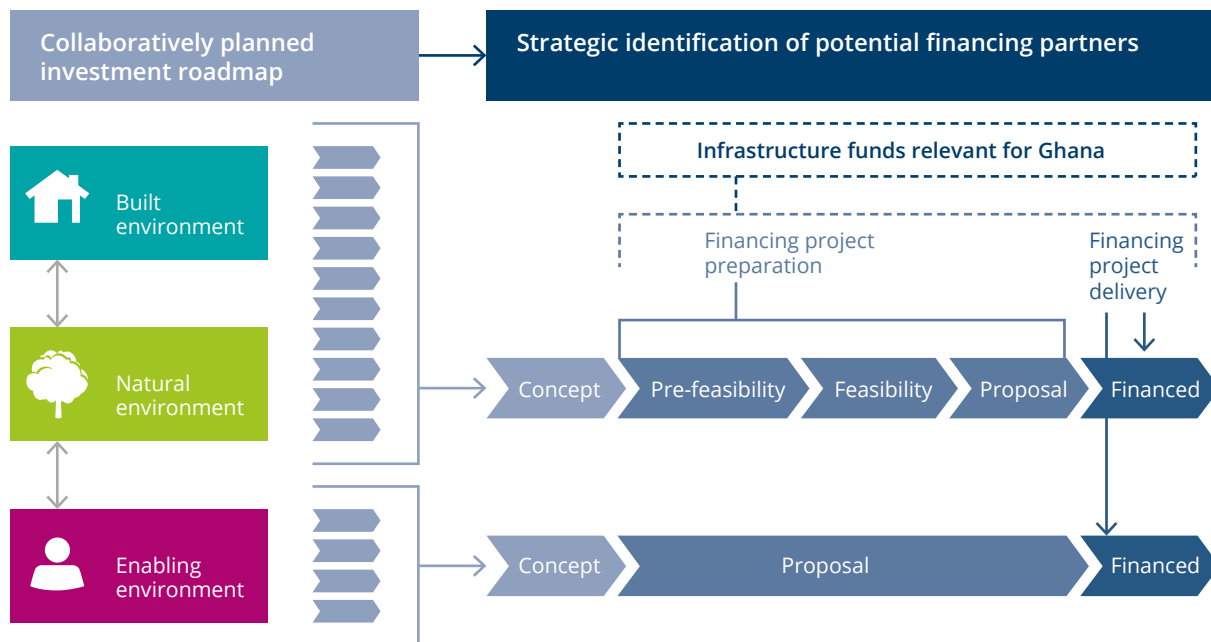 Collaboratively planned
investment roadmap
Strategic identification of potential financing partners
Infrastructure funds relevant for Ghana
Built
environment
Financing project
preparation
Financing
project
delivery
Natural
environment
Concept
Pre-feasibility
Feasibility
Proposal
Financed
Enabling
environment
Concept
Proposal
Financed